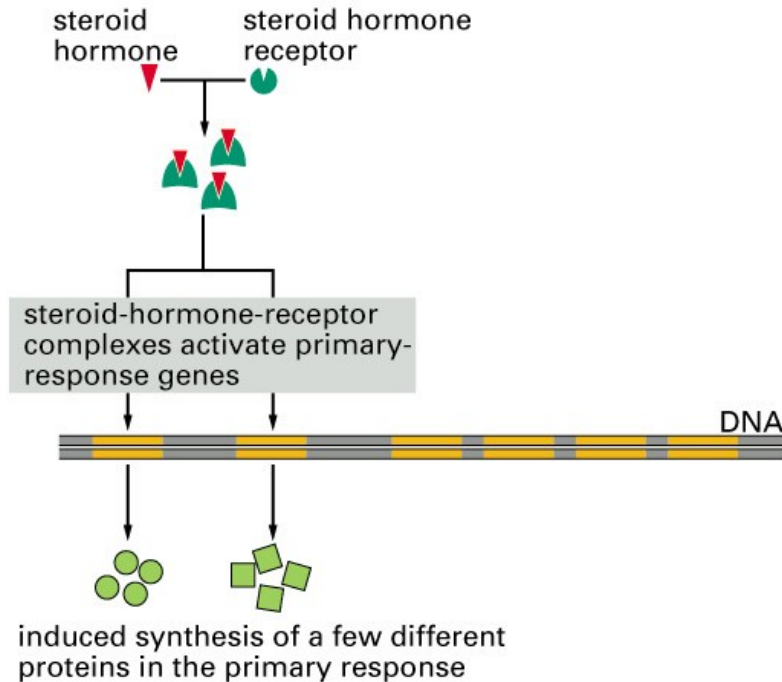 steroid
hormone
steroid hormone
receptor
steroid-hormone-receptor
complexes activate primary-
response genes
DNA
induced synthesis of a few different
proteins in the primary response